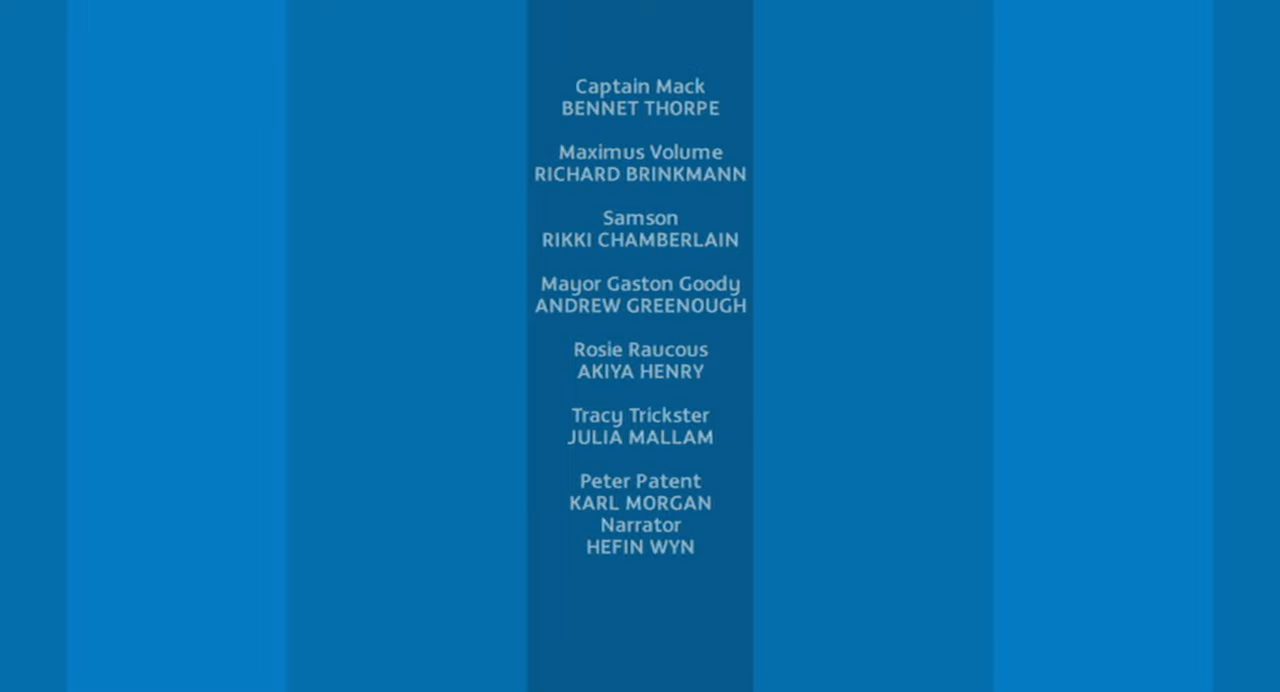 Captain Mack
BENNET THORPE
Maximus Volume
RICHARD BRINKMANN
Samson
RIKKI CHAMBERLAIN
Mayor Gaston Goody
ANDREW GREENOUGH
Rosie Raucous
AKIYA HENRY
Tracy Trickster
JULIA MALLAM
Peter Patent
KARL MORGAN
Narrator
HEFIN WYN